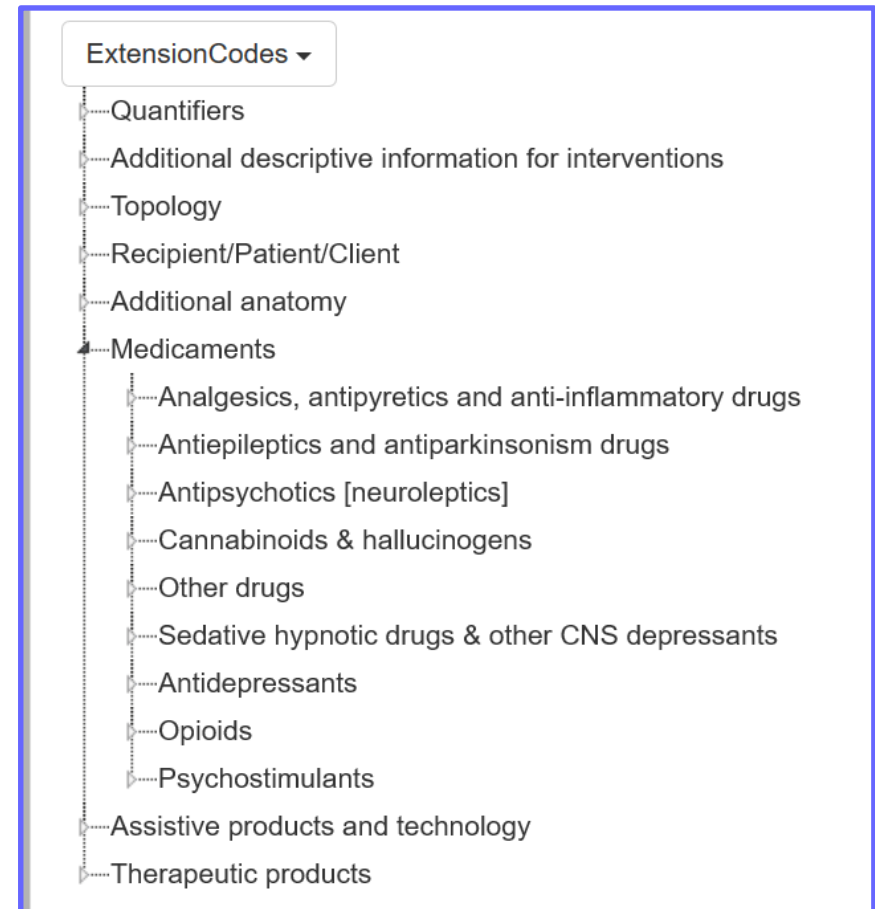 ExtensionCodes
Quantifiers
Additional descriptive information for interventions
Topology
Recipient/Patient/Client
Additional anatomy
Medicaments
Analgesics, antipyretics and anti-inflammatory drugs
Antiepileptics and antiparkinsonism drugs
Antipsychotics [neuroleptics]
Cannabinoids & hallucinogens
Other drugs
Sedative hypnotic drugs & other CNS depressants
Antidepressants
Opioids
Psychostimulants
Assistive products and technology
Therapeutic products